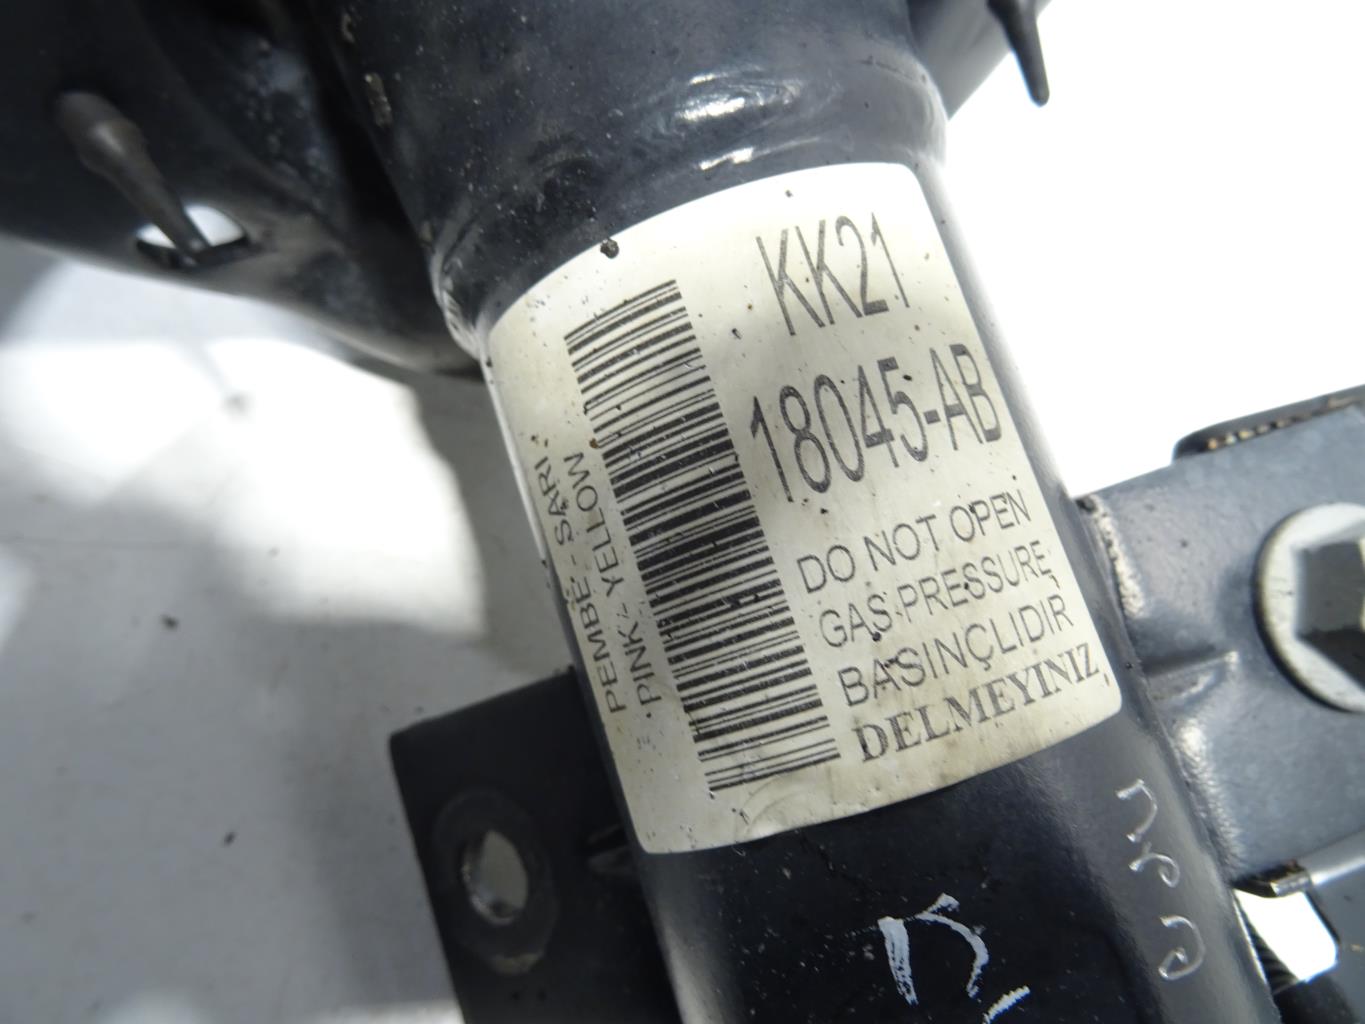 KK21
18045-AB
DO NOT OPEN
GAS PRESSURE
BASINÇLIDIR
DELMEYINIZ
PEMBE - SARI
PINK - YELLOW